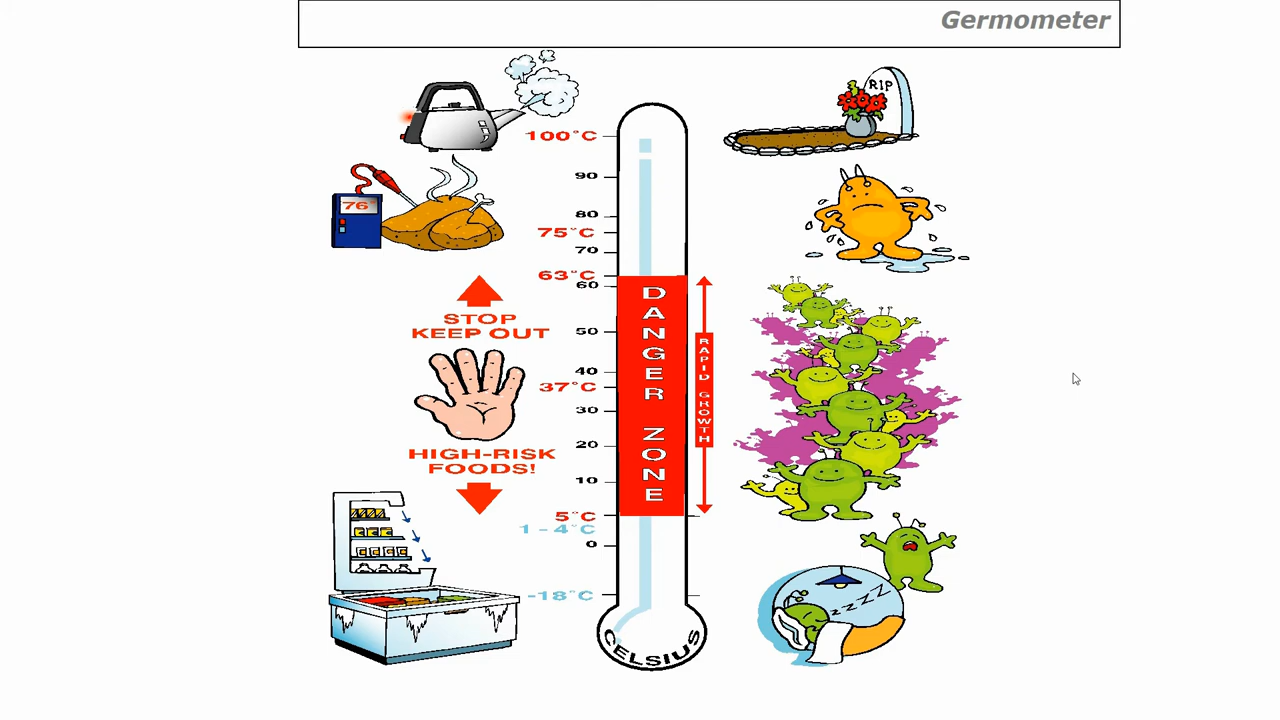 Germometer
RIP
100°C
90
76°
80
75°C
70
63°C
60
DANGER ZONE
RAPID GROWTH
STOP
KEEP OUT
50
40
37°C
30
20
HIGH-RISK
FOODS!
10
5°C
1 - 4°C
0
-18°C
zzzzz
CELSIUS